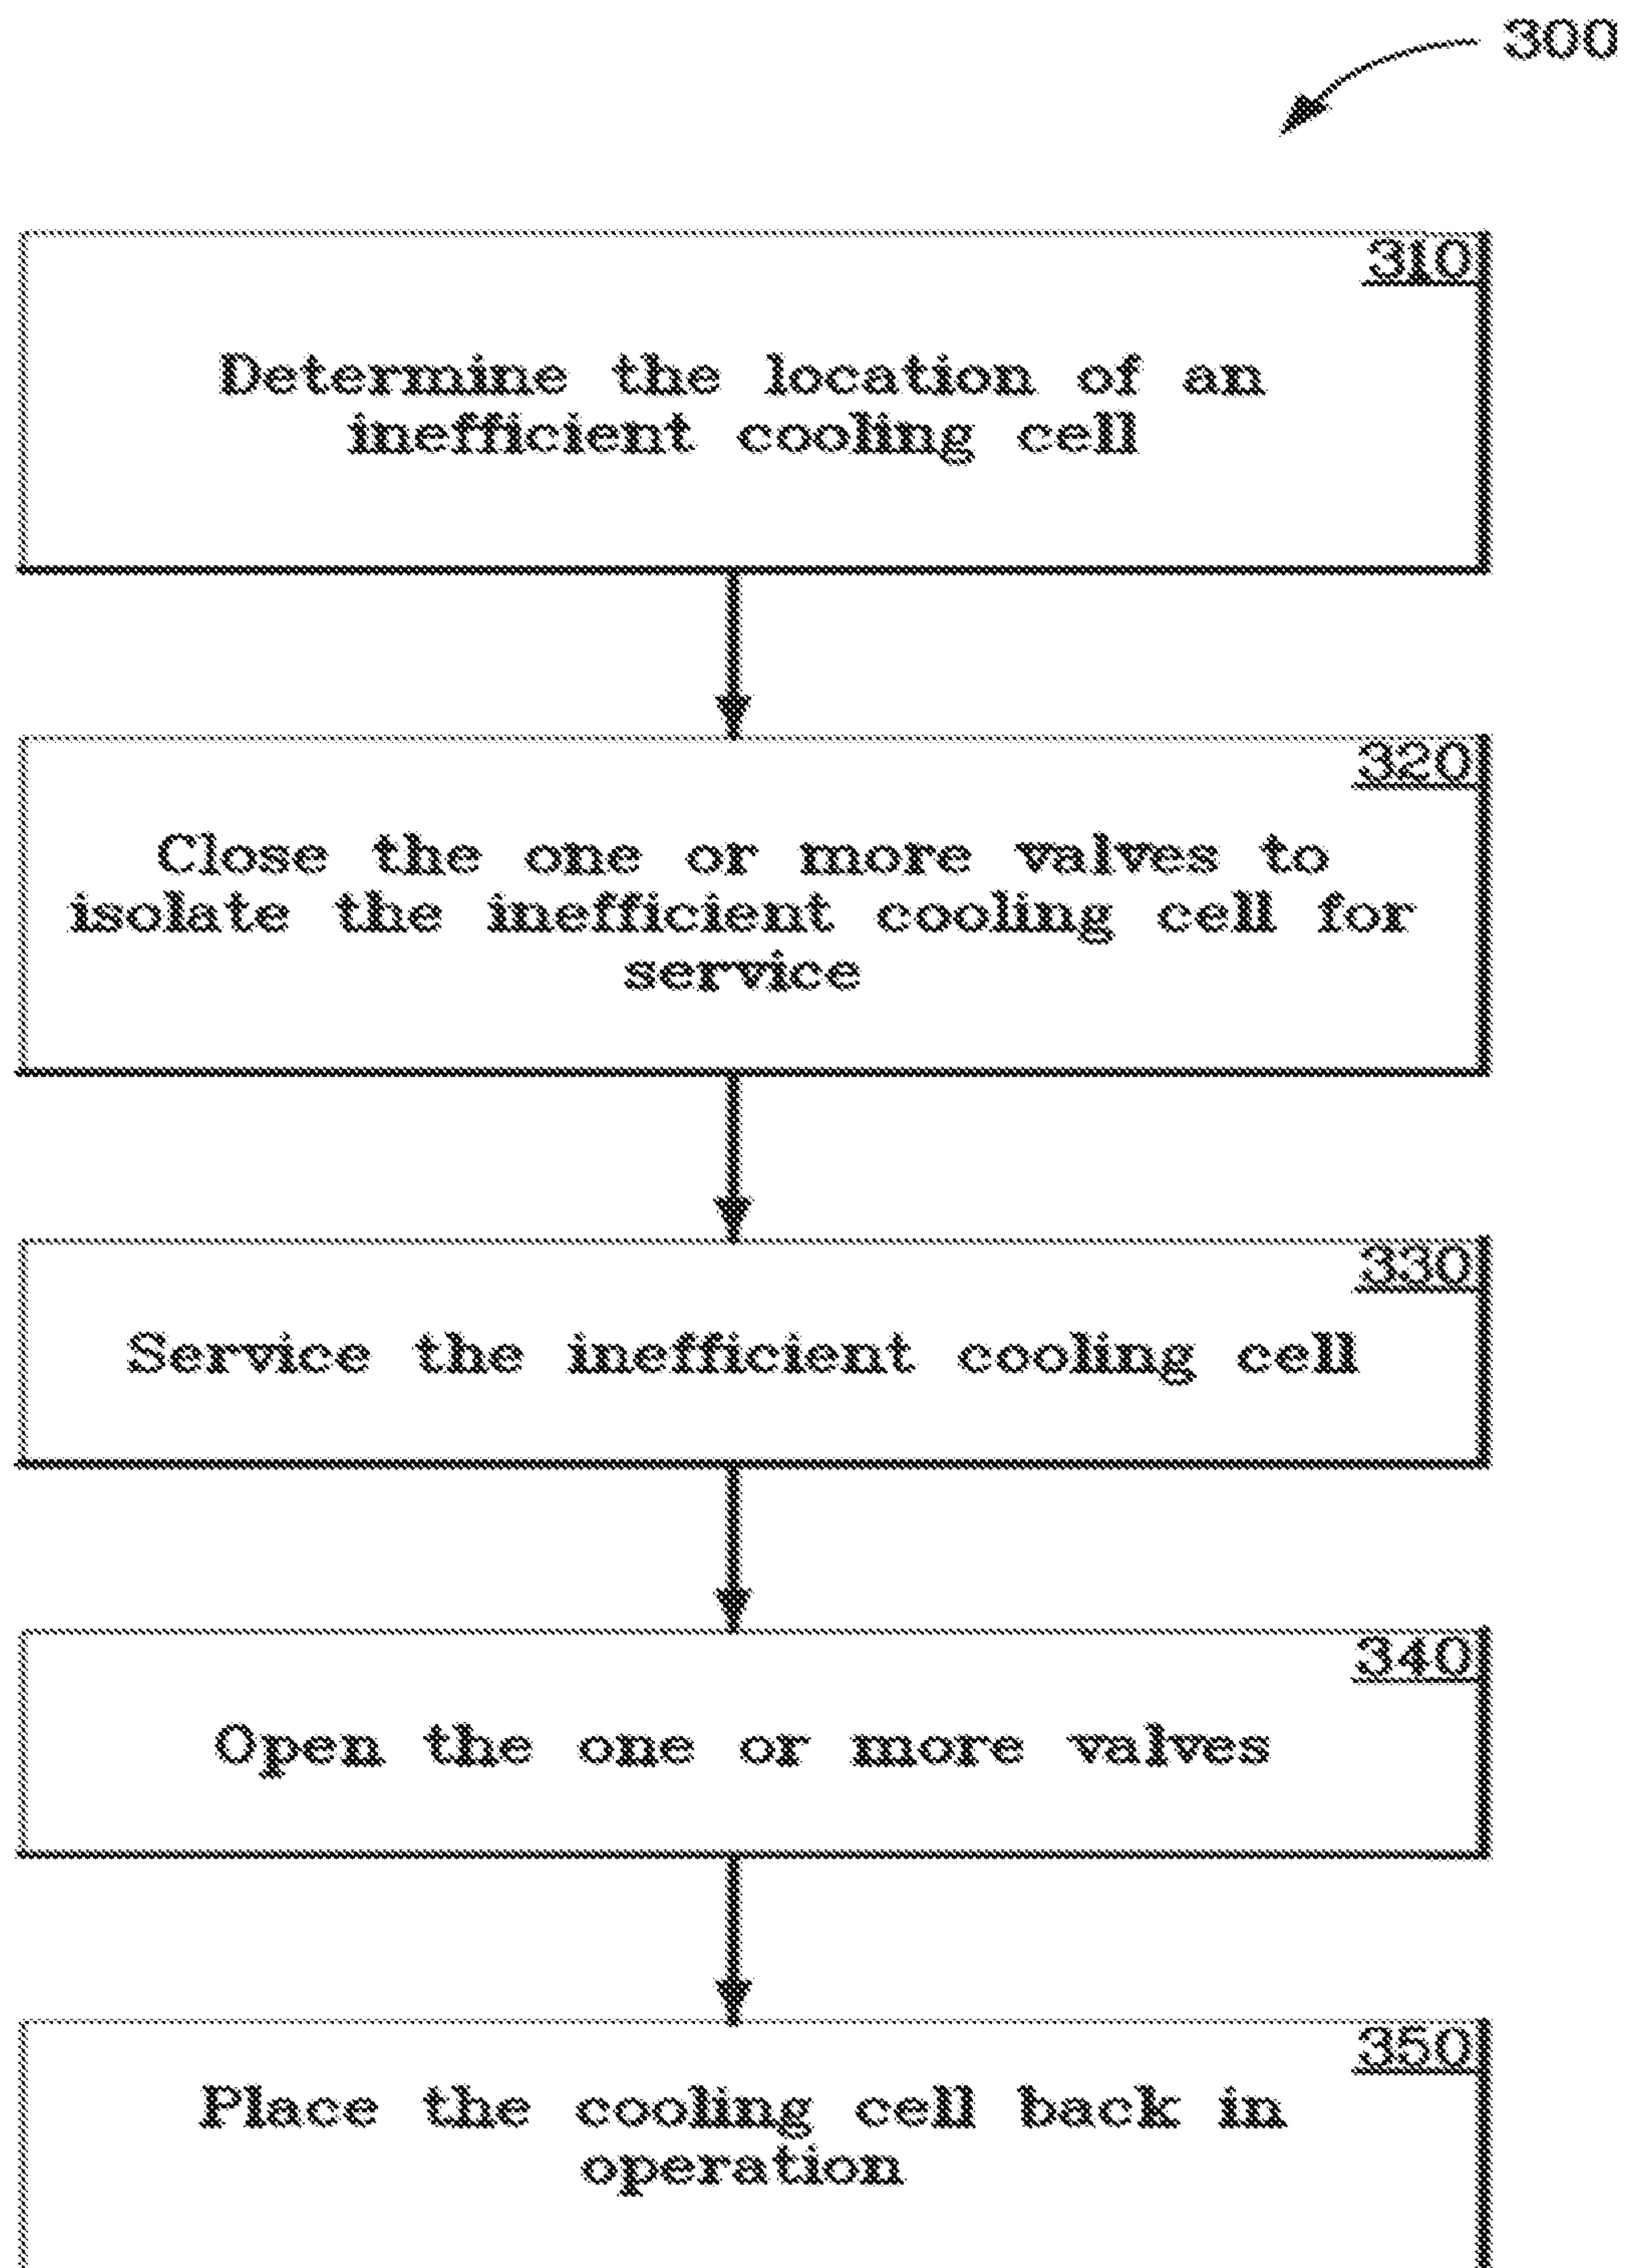 300
310
Determine the location of an
inefficient cooling cell
320
Close the one or more valves to
isolate the inefficient cooling cell for
service
330
Service the inefficient cooling cell
340
Open the one or more valves
350
Place the cooling cell back in
operation